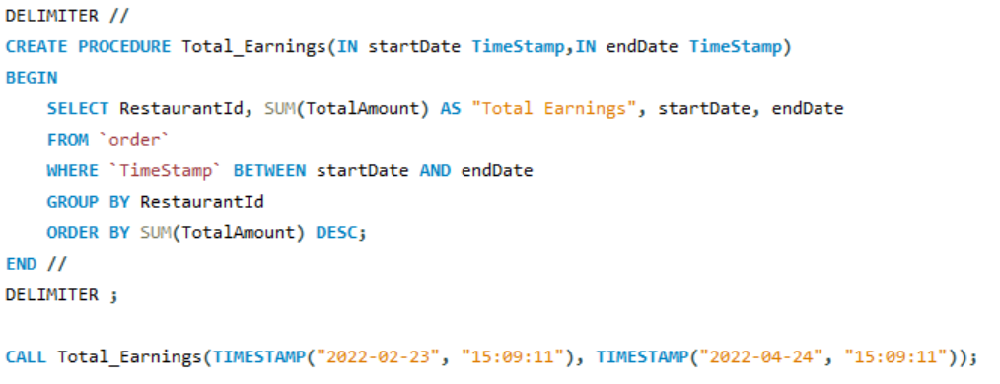 DELIMITER //
CREATE PROCEDURE Total_Earnings(IN startDate TimeStamp,IN endDate TimeStamp)
BEGIN
    SELECT RestaurantId, SUM(TotalAmount) AS "Total Earnings", startDate, endDate
    FROM `order`
    WHERE `TimeStamp` BETWEEN startDate AND endDate
    GROUP BY RestaurantId
    ORDER BY SUM(TotalAmount) DESC;
END //
DELIMITER ;
CALL Total_Earnings(TIMESTAMP("2022-02-23", "15:09:11"), TIMESTAMP("2022-04-24", "15:09:11"));